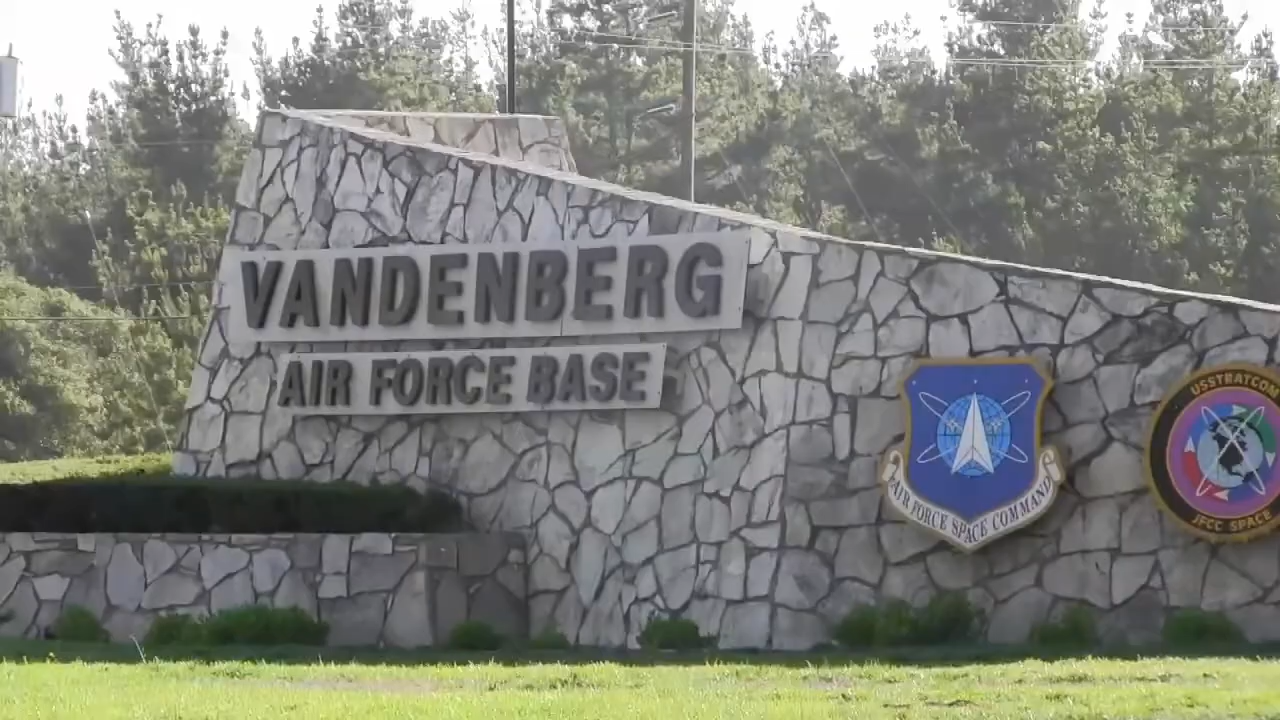 VANDENBERG
AIR FORCE BASE
AIR FORCE SPACE COMMAND
USSTRATCOM
JFCC SPACE